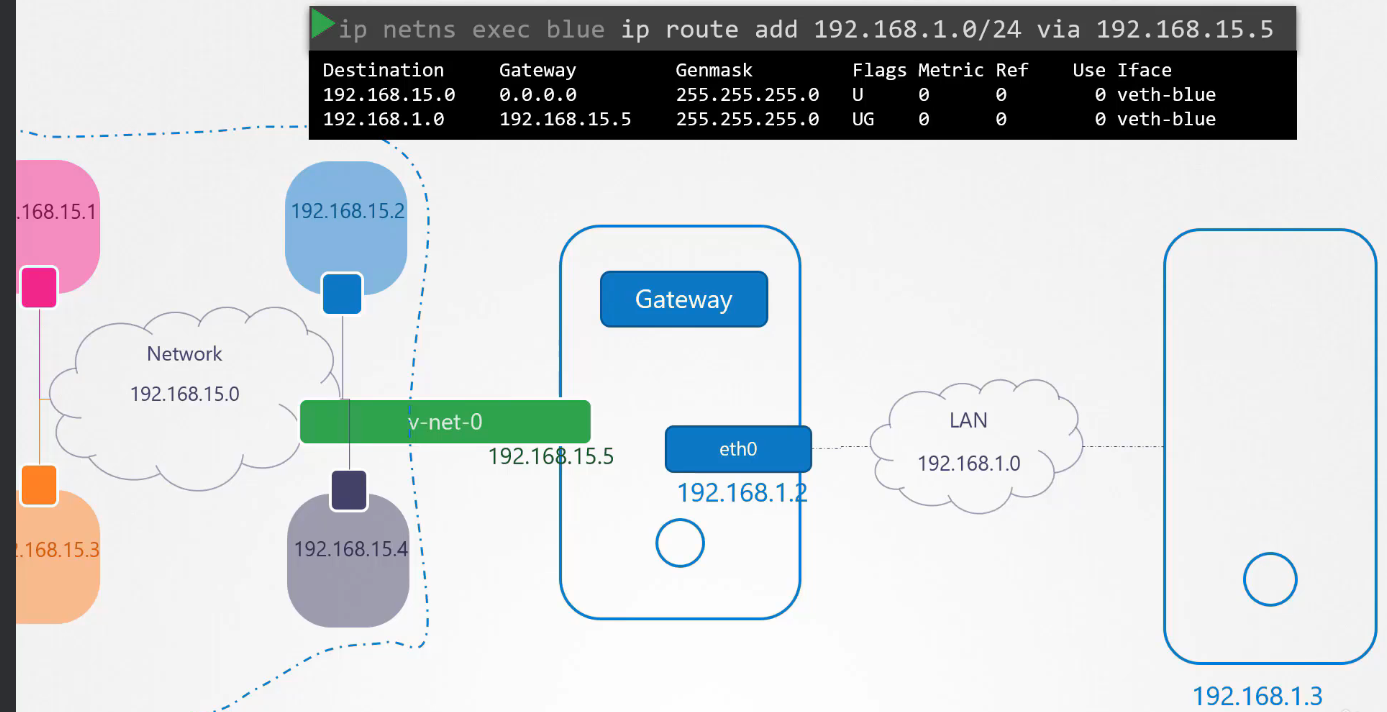 ip netns exec blue ip route add 192.168.1.0/24 via 192.168.15.5
Destination Gateway Genmask Flags Metric Ref Use Iface
192.168.15.0 0.0.0.0 255.255.255.0 U 0 0 0 veth-blue
192.168.1.0 192.168.15.5 255.255.255.0 UG 0 0 0 veth-blue
.168.15.1
192.168.15.2
Gateway
Network
192.168.15.0
v-net-0
192.168.15.5
eth0
192.168.1.2
LAN
192.168.1.0
.168.15.3
192.168.15.4
192.168.1.3